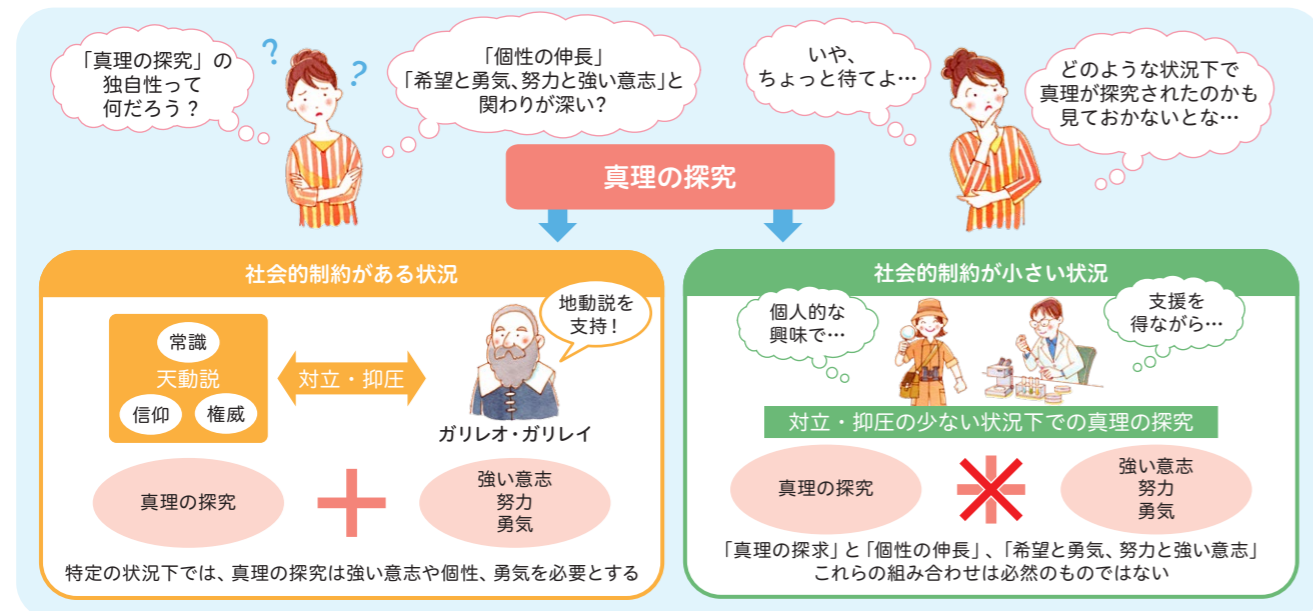 「真理の探究」の
独自性って
何だろう？
?
?
「個性の伸長」
「希望と勇気、努力と強い意志」と
関わりが深い？
いや、
ちょっと待てよ…
どのような状況下で
真理が探究されたのかも
見ておかないとな…
真理の探究
社会的制約がある状況
常識
天動説
信仰
権威
対立・抑圧
地動説を
支持！
ガリレオ・ガリレイ
真理の探究
強い意志
努力
勇気
特定の状況下では、真理の探究は強い意志や個性、勇気を必要とする
社会的制約が小さい状況
個人的な
興味で…
支援を
得ながら…
対立・抑圧の少ない状況下での真理の探究
真理の探究
強い意志
努力
勇気
「真理の探求」と「個性の伸長」、「希望と勇気、努力と強い意志」
これらの組み合わせは必然のものではない